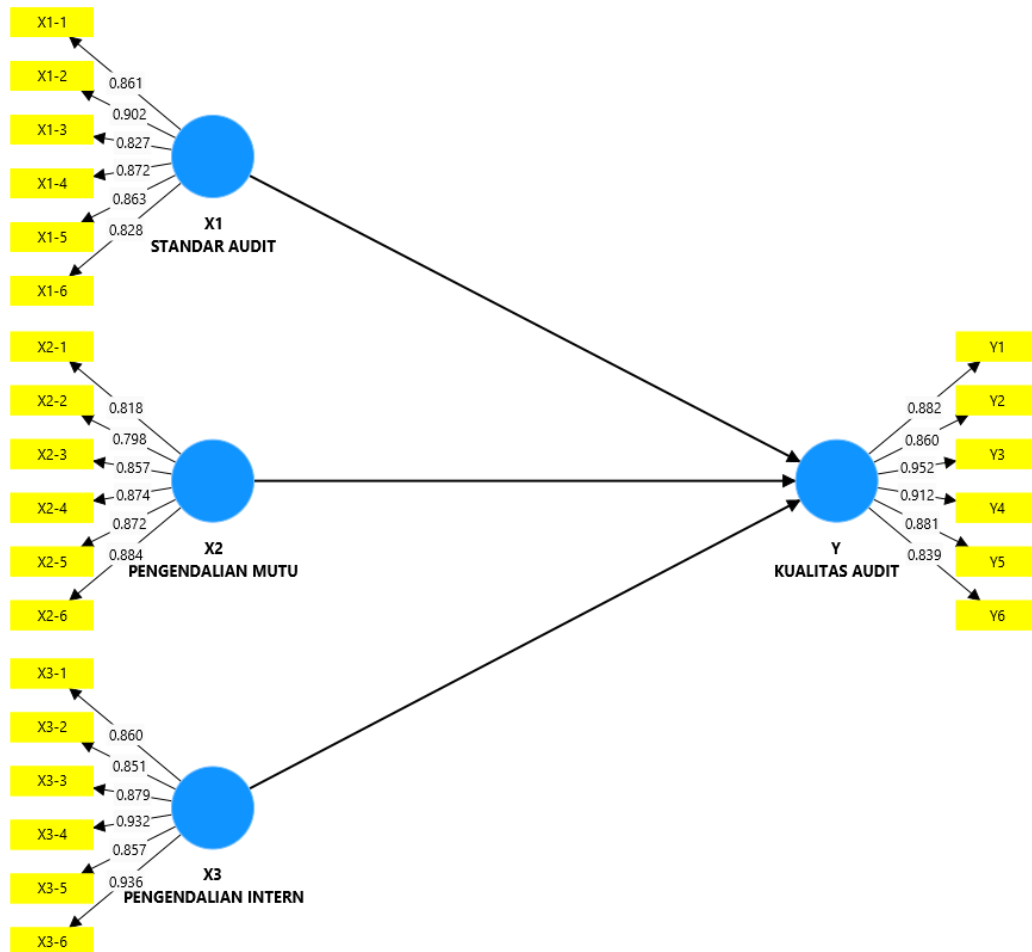 X1-1
X1-2
X1-3
X1-4
X1-5
X1-6
0.861
0.902
0.827
0.872
0.863
0.828
X1
STANDAR AUDIT
X2-1
X2-2
X2-3
X2-4
X2-5
X2-6
0.818
0.798
0.857
0.874
0.872
0.884
X2
PENGENDALIAN MUTU
X3-1
X3-2
X3-3
X3-4
X3-5
X3-6
0.860
0.851
0.879
0.932
0.857
0.936
X3
PENGENDALIAN INTERN
Y
KUALITAS AUDIT
0.882
0.860
0.952
0.912
0.881
0.839
Y1
Y2
Y3
Y4
Y5
Y6